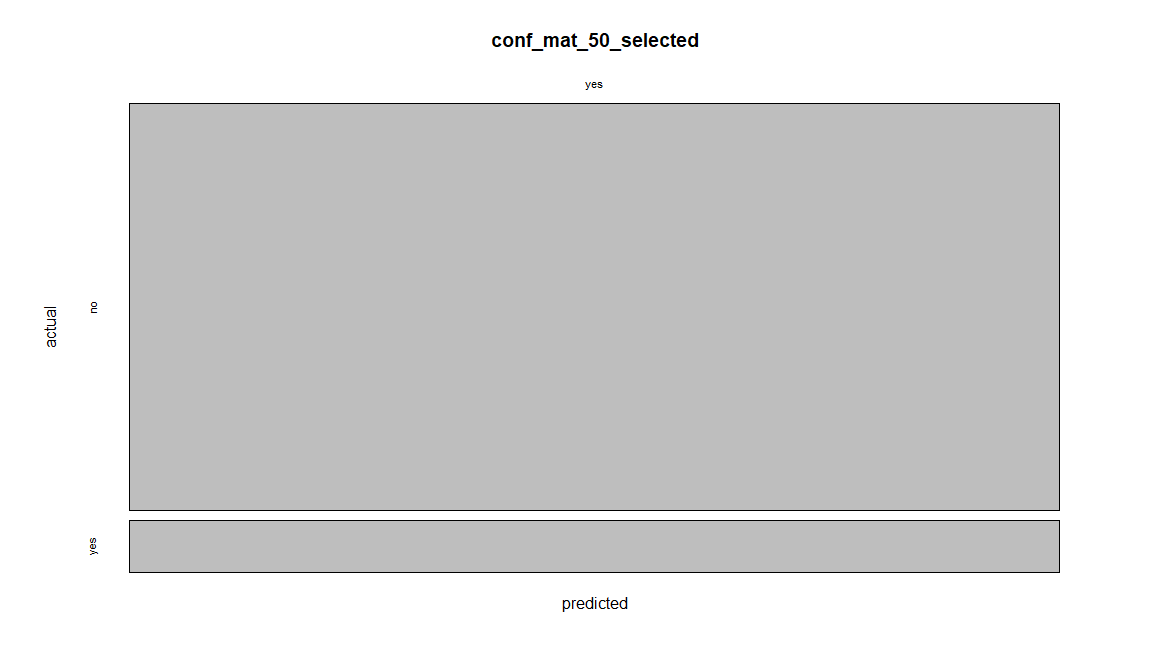 conf_mat_50_selected
yes
actual
no
yes
predicted